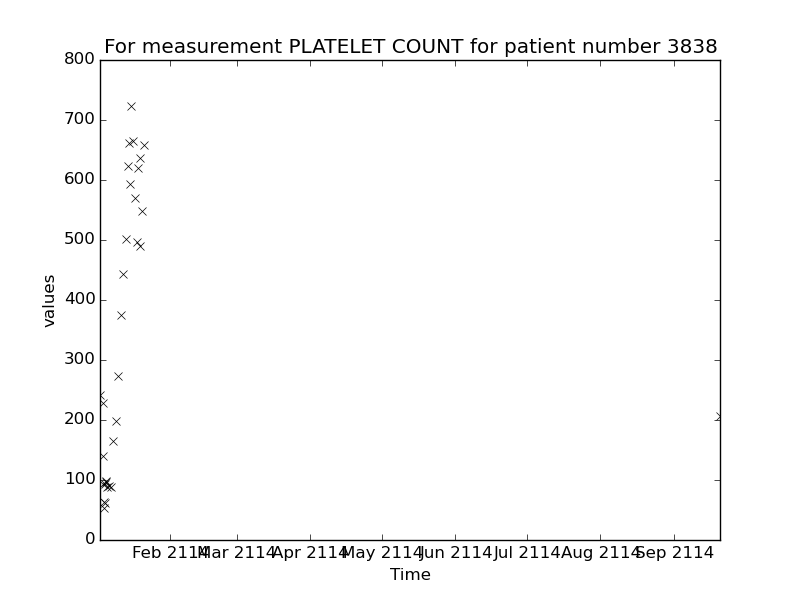 For measurement PLATELET COUNT for patient number 3838
800
700
600
500
400
300
200
100
0
values
Feb 2114 Mar 2114 Apr 2114 May 2114 Jun 2114 Jul 2114 Aug 2114 Sep 2114
Time